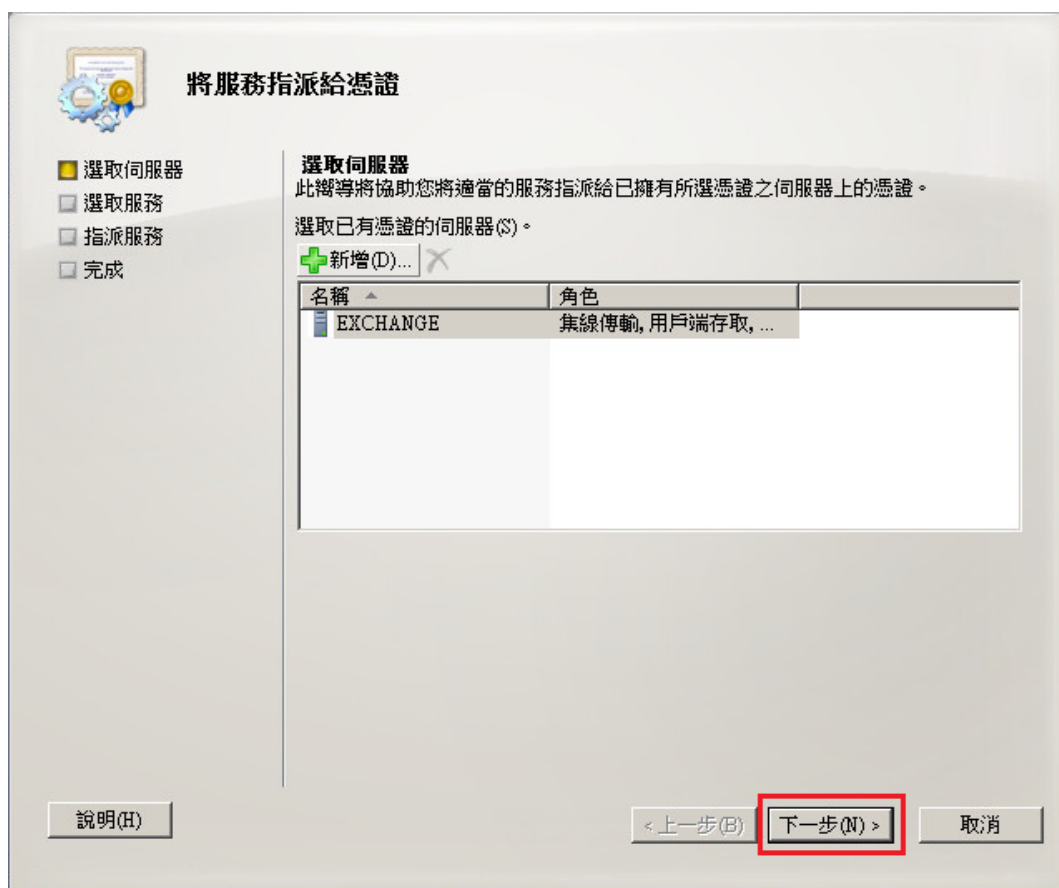 將服務指派給憑證
選取伺服器
選取服務
指派服務
完成
選取伺服器
此嚮導將協助您將適當的服務指派給已擁有所選憑證之伺服器上的憑證。
選取已有憑證的伺服器(S)。
新增(D)...
名稱 角色
EXCHANGE 集線傳輸, 用戶端存取, ...
說明(H) <上一步(B) 下一步(N) > 取消